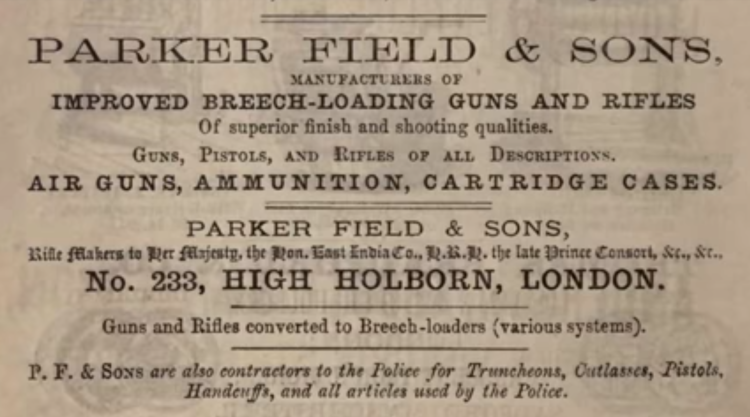 PARKER FIELD & SONS,
MANUFACTURERS OF
IMPROVED BREECH-LOADING GUNS AND RIFLES
Of superior finish and shooting qualities.
GUNS, PISTOLS, AND RIFLES OF ALL DESCRIPTIONS.
AIR GUNS, AMMUNITION, CARTRIDGE CASES.
PARKER FIELD & SONS,
Rifle Makers to Her Majesty, the Hon. East India Co., H.R.H. the late Prince Consort, &c., &c.,
No. 233, HIGH HOLBORN, LONDON.
Guns and Rifles converted to Breech-loaders (various systems).
P. F. & SONS are also contractors to the Police for Truncheons, Cutlasses, Pistols,
Handcuffs, and all articles used by the Police.